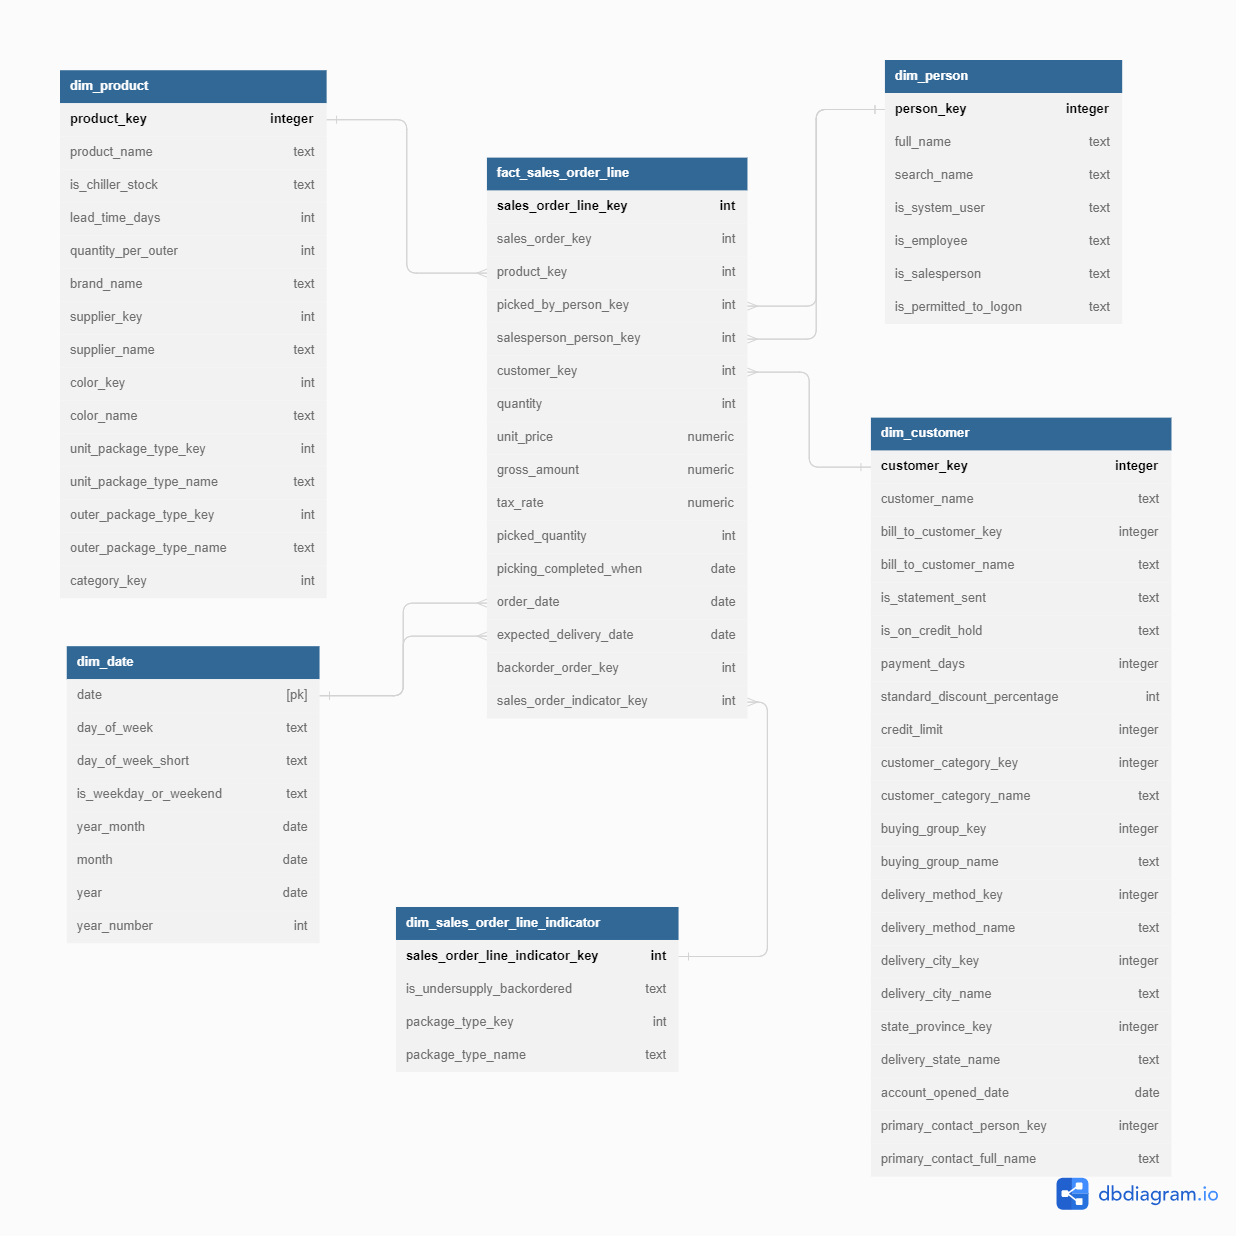 dim_product
product_key integer
product_name text
is_chiller_stock text
lead_time_days int
quantity_per_outer int
brand_name text
supplier_key int
supplier_name text
color_key int
color_name text
unit_package_type_key int
unit_package_type_name text
outer_package_type_key int
outer_package_type_name text
category_key int
dim_date
date [pk]
day_of_week text
day_of_week_short text
is_weekday_or_weekend text
year_month date
month date
year date
year_number int
fact_sales_order_line
sales_order_line_key int
sales_order_key int
product_key int
picked_by_person_key int
salesperson_person_key int
customer_key int
quantity int
unit_price numeric
gross_amount numeric
tax_rate numeric
picked_quantity int
picking_completed_when date
order_date date
expected_delivery_date date
backorder_order_key int
sales_order_indicator_key int
dim_sales_order_line_indicator
sales_order_line_indicator_key int
is_undersupply_backordered text
package_type_key int
package_type_name text
dim_person
person_key integer
full_name text
search_name text
is_system_user text
is_employee text
is_salesperson text
is_permitted_to_logon text
dim_customer
customer_key integer
customer_name text
bill_to_customer_key integer
bill_to_customer_name text
is_statement_sent text
is_on_credit_hold text
payment_days integer
standard_discount_percentage int
credit_limit integer
customer_category_key integer
customer_category_name text
buying_group_key integer
buying_group_name text
delivery_method_key integer
delivery_method_name text
delivery_city_key integer
delivery_city_name text
state_province_key integer
delivery_state_name text
account_opened_date date
primary_contact_person_key integer
primary_contact_full_name text
dbdiagram.io